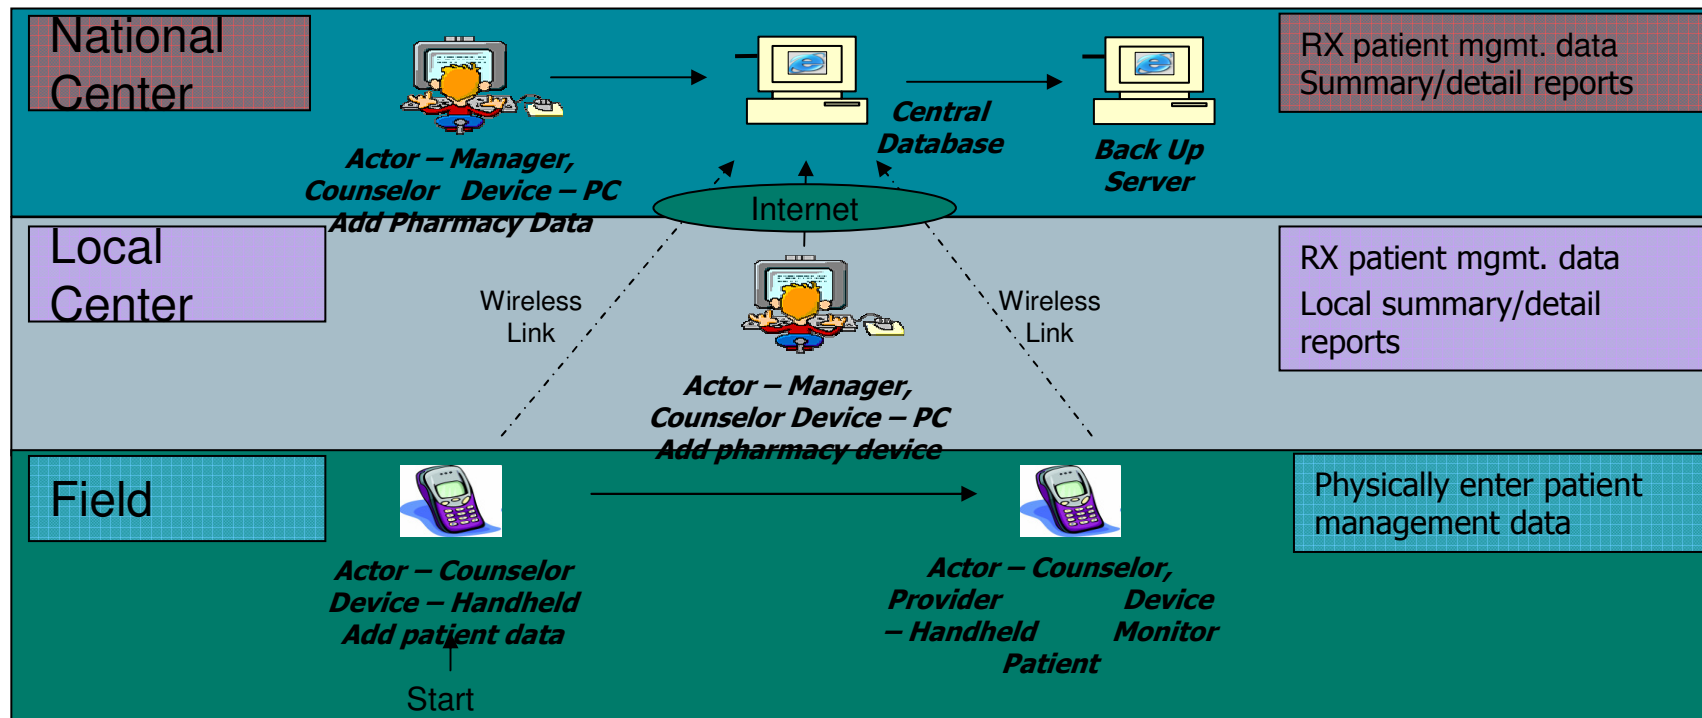 National
Center
Actor – Manager,
Counselor Device – PC
Add Pharmacy Data
Central
Database
Back Up
Server
RX patient mgmt. data
Summary/detail reports
Internet
Local
Center
Wireless
Link
Actor – Manager,
Counselor Device – PC
Add pharmacy device
Wireless
Link
RX patient mgmt. data
Local summary/detail
reports
Field
Actor – Counselor
Device – Handheld
Add patient data
Start
Actor – Counselor,
Provider Device
– Handheld Monitor
Patient
Physically enter patient
management data